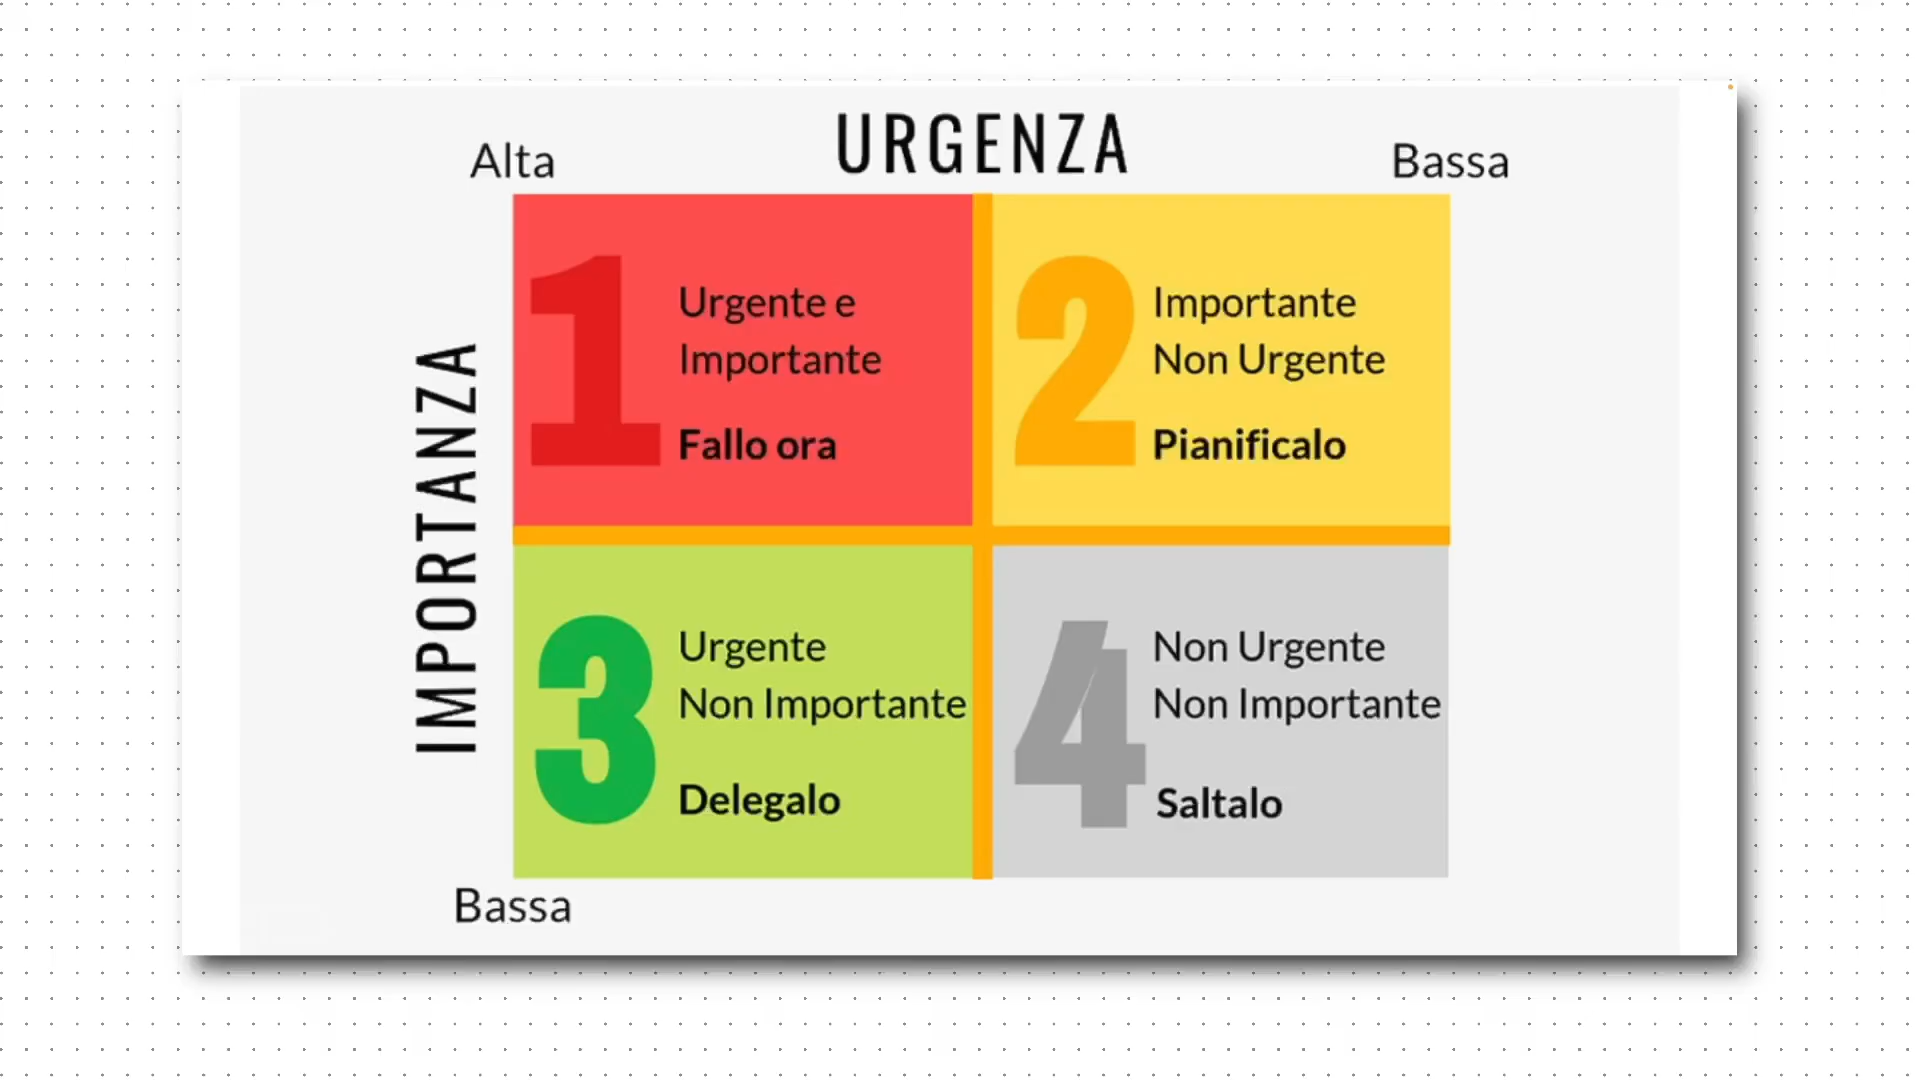 URGENZA
Alta
Bassa
IMPORTANZA
1
Urgente e
Importante
Fallo ora
2
Importante
Non Urgente
Pianificalo
3
Urgente
Non Importante
Delegalo
4
Non Urgente
Non Importante
Saltalo
Bassa